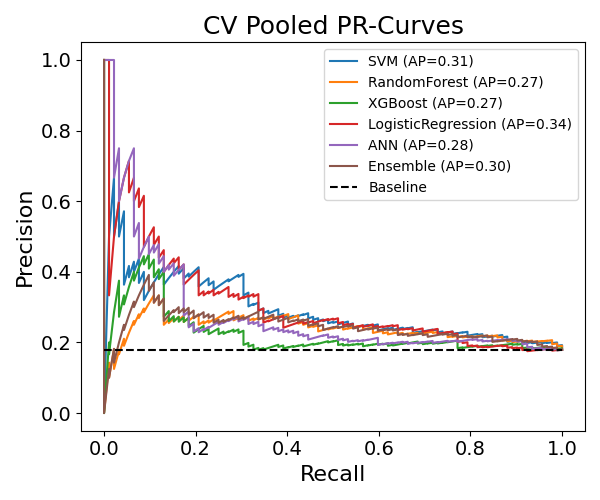 CV Pooled PR-Curves
SVM (AP=0.31)
RandomForest (AP=0.27)
XGBoost (AP=0.27)
LogisticRegression (AP=0.34)
ANN (AP=0.28)
Ensemble (AP=0.30)
Baseline
Precision
1.0
0.8
0.6
0.4
0.2
0.0
0.0 0.2 0.4 0.6 0.8 1.0
Recall